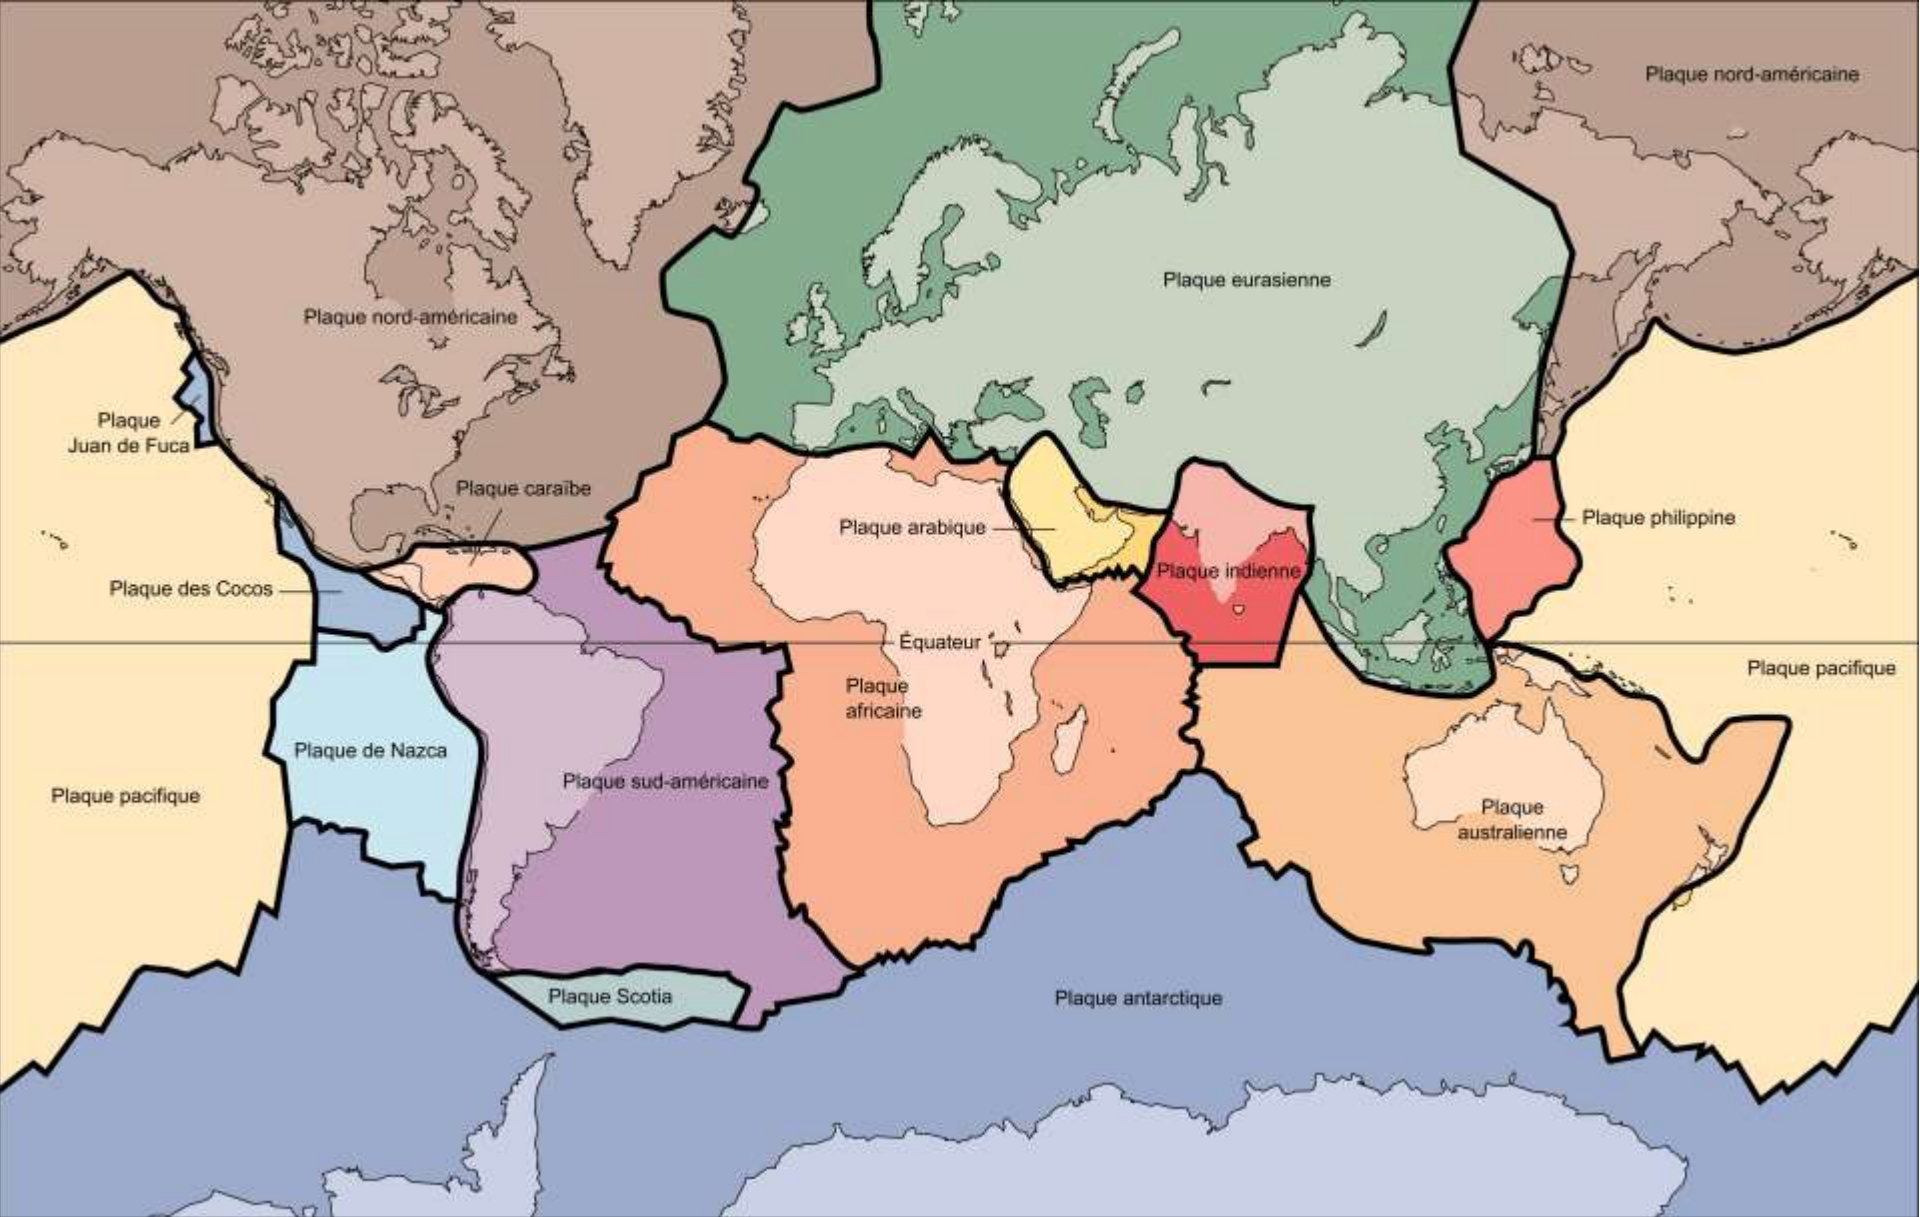 Plaque nord-américaine
Plaque eurasienne
Plaque nord-américaine
Plaque
Juan de Fuca
Plaque caraïbe
Plaque arabique
Plaque philippine
Plaque indienne
Plaque des Cocos
Équateur
Plaque pacifique
Plaque
africaine
Plaque de Nazca
Plaque sud-américaine
Plaque pacifique
Plaque
australienne
Plaque Scotia
Plaque antarctique